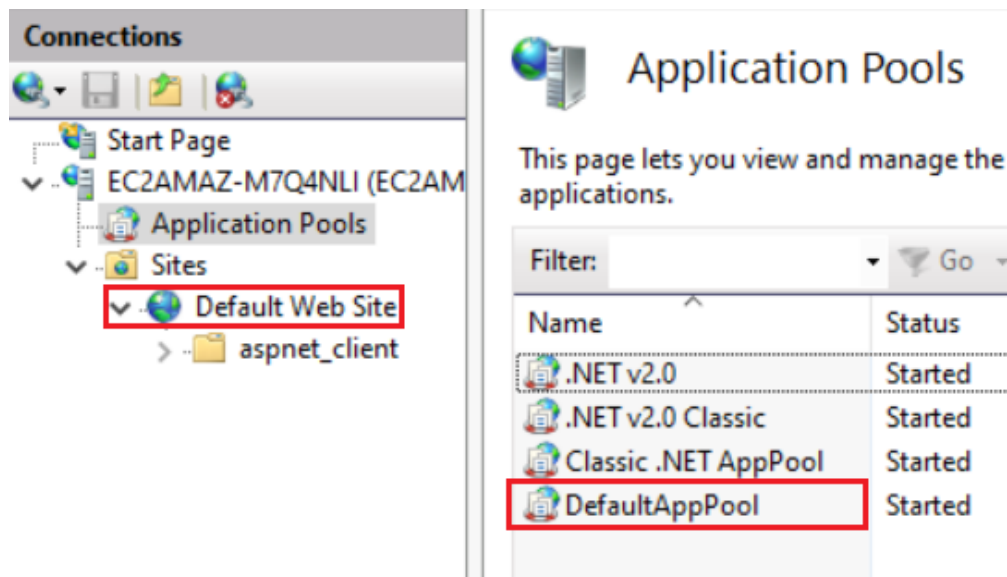 Connections
Start Page
EC2AMAZ-M7Q4NLI (EC2AM
Application Pools
Sites
Default Web Site
aspnet_client
Application Pools
This page lets you view and manage the
applications.
Filter:
Go
Name Status
.NET v2.0 Started
.NET v2.0 Classic Started
Classic .NET AppPool Started
DefaultAppPool Started